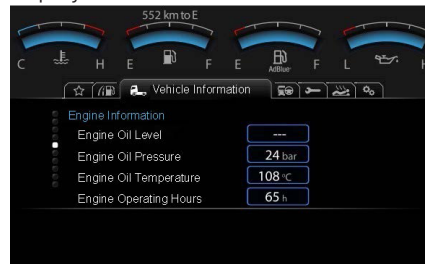 552 km to E
C H E F E AdBlue F L
Vehicle Information
Engine Information
Engine Oil Level ---
Engine Oil Pressure 24 bar
Engine Oil Temperature 108 °C
Engine Operating Hours 65 h